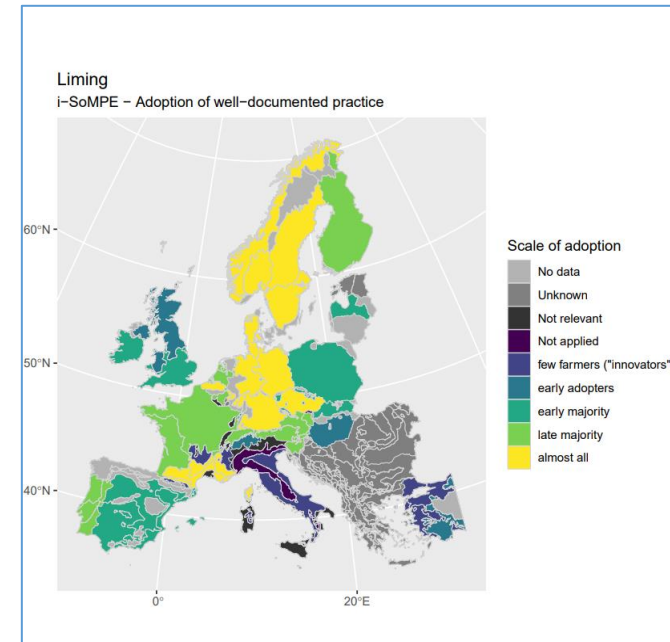 Liming
i−SoMPE − Adoption of well−documented practice
60°N
50°N
40°N
0°
20°E
Scale of adoption
No data
Unknown
Not relevant
Not applied
few farmers ("innovators"
early adopters
early majority
late majority
almost all